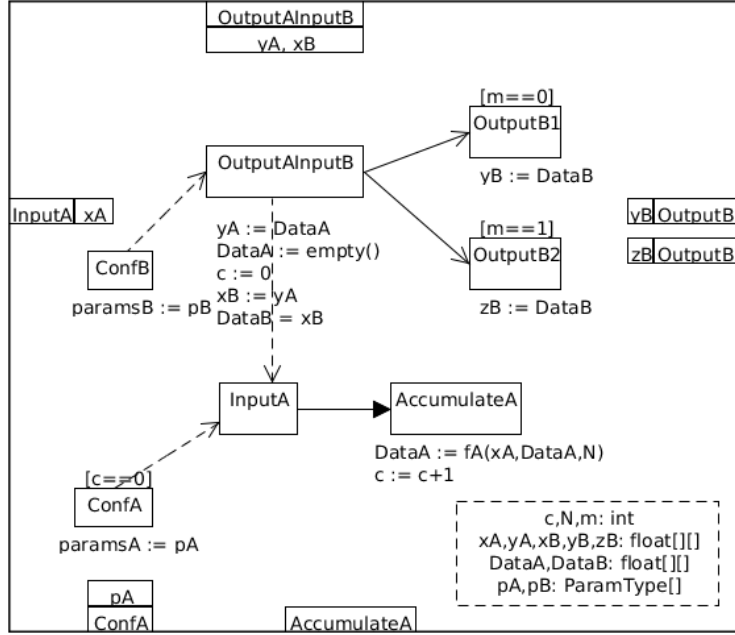 OutputAInputB
yA, xB
[m==0]
OutputB1
yB := DataB
OutputAInputB
InputA xA
yB OutputB
zB OutputB
[m==1]
OutputB2
zB := DataB
ConfB
paramsB := pB
yA := DataA
DataA := empty()
c := 0
xB := yA
DataB = xB
InputA
AccumulateA
DataA := fA(xA,DataA,N)
c := c+1
[c==0]
ConfA
paramsA := pA
c,N,m: int
xA,yA,xB,yB,zB: float[][]
DataA,DataB: float[][]
pA,pB: ParamType[]
pA
ConfA
AccumulateA